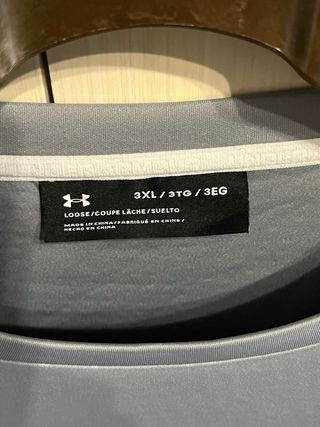 3XL / 3TG / 3EG
LOOSE/COUPE LÂCHE/SUELTO
MADE IN CHINA/FABRIQUÉ EN CHINE/
HECHO EN CHINA